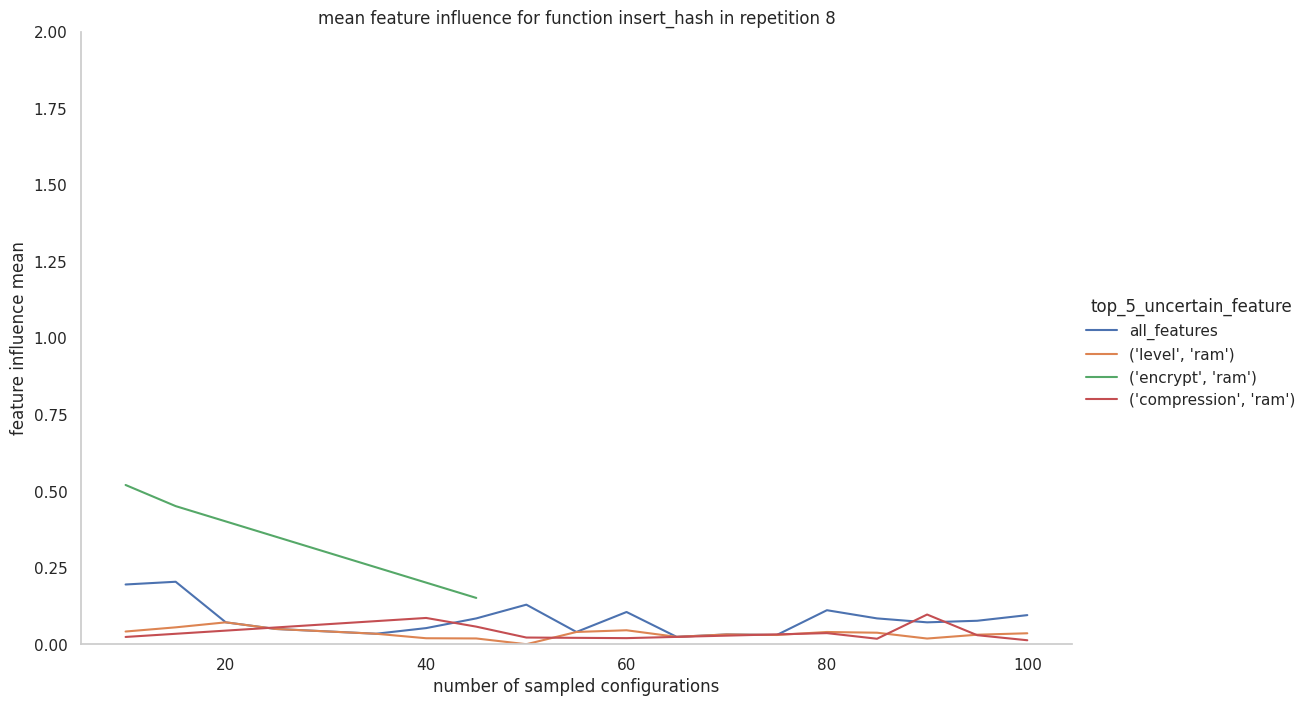 mean feature influence for function insert_hash in repetition 8
2.00
1.75
1.50
1.25
1.00
0.75
0.50
0.25
0.00
feature influence mean
20
40
60
80
100
number of sampled configurations
top_5_uncertain_feature
all_features
('level', 'ram')
('encrypt', 'ram')
('compression', 'ram')